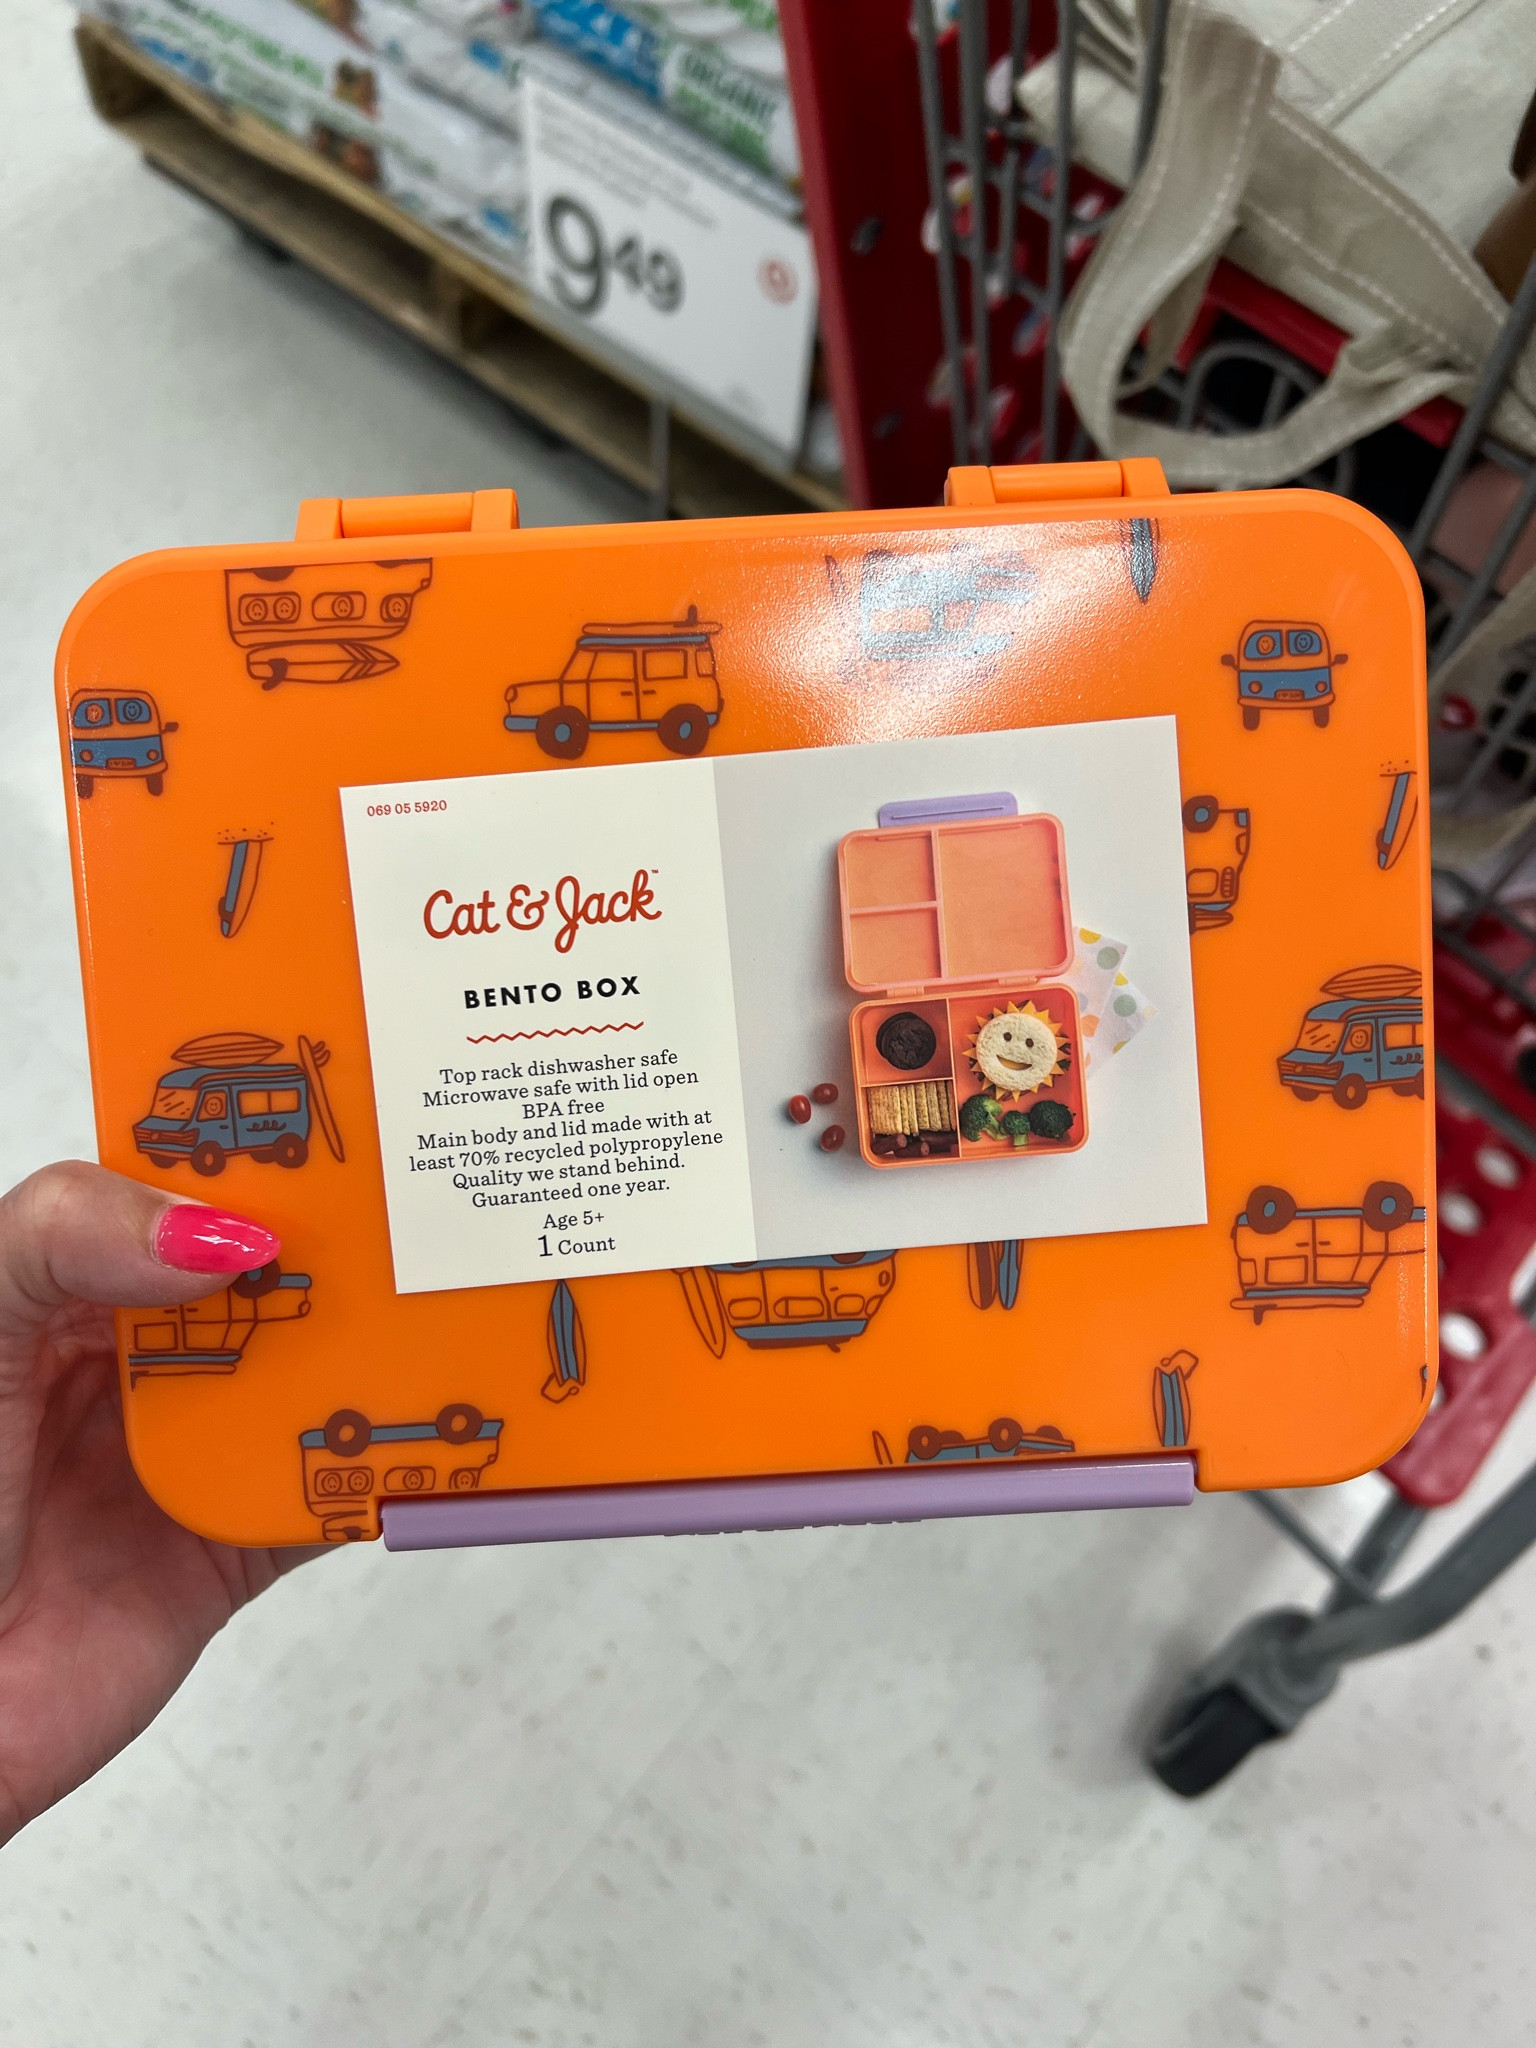 ORGANIC
9 49
069 05 5920
Cat & Jack™
BENTO BOX
Top rack dishwasher safe
Microwave safe with lid open
BPA free
Main body and lid made with at
least 70% recycled polypropylene
Quality we stand behind.
Guaranteed one year.
Age 5+
1 Count